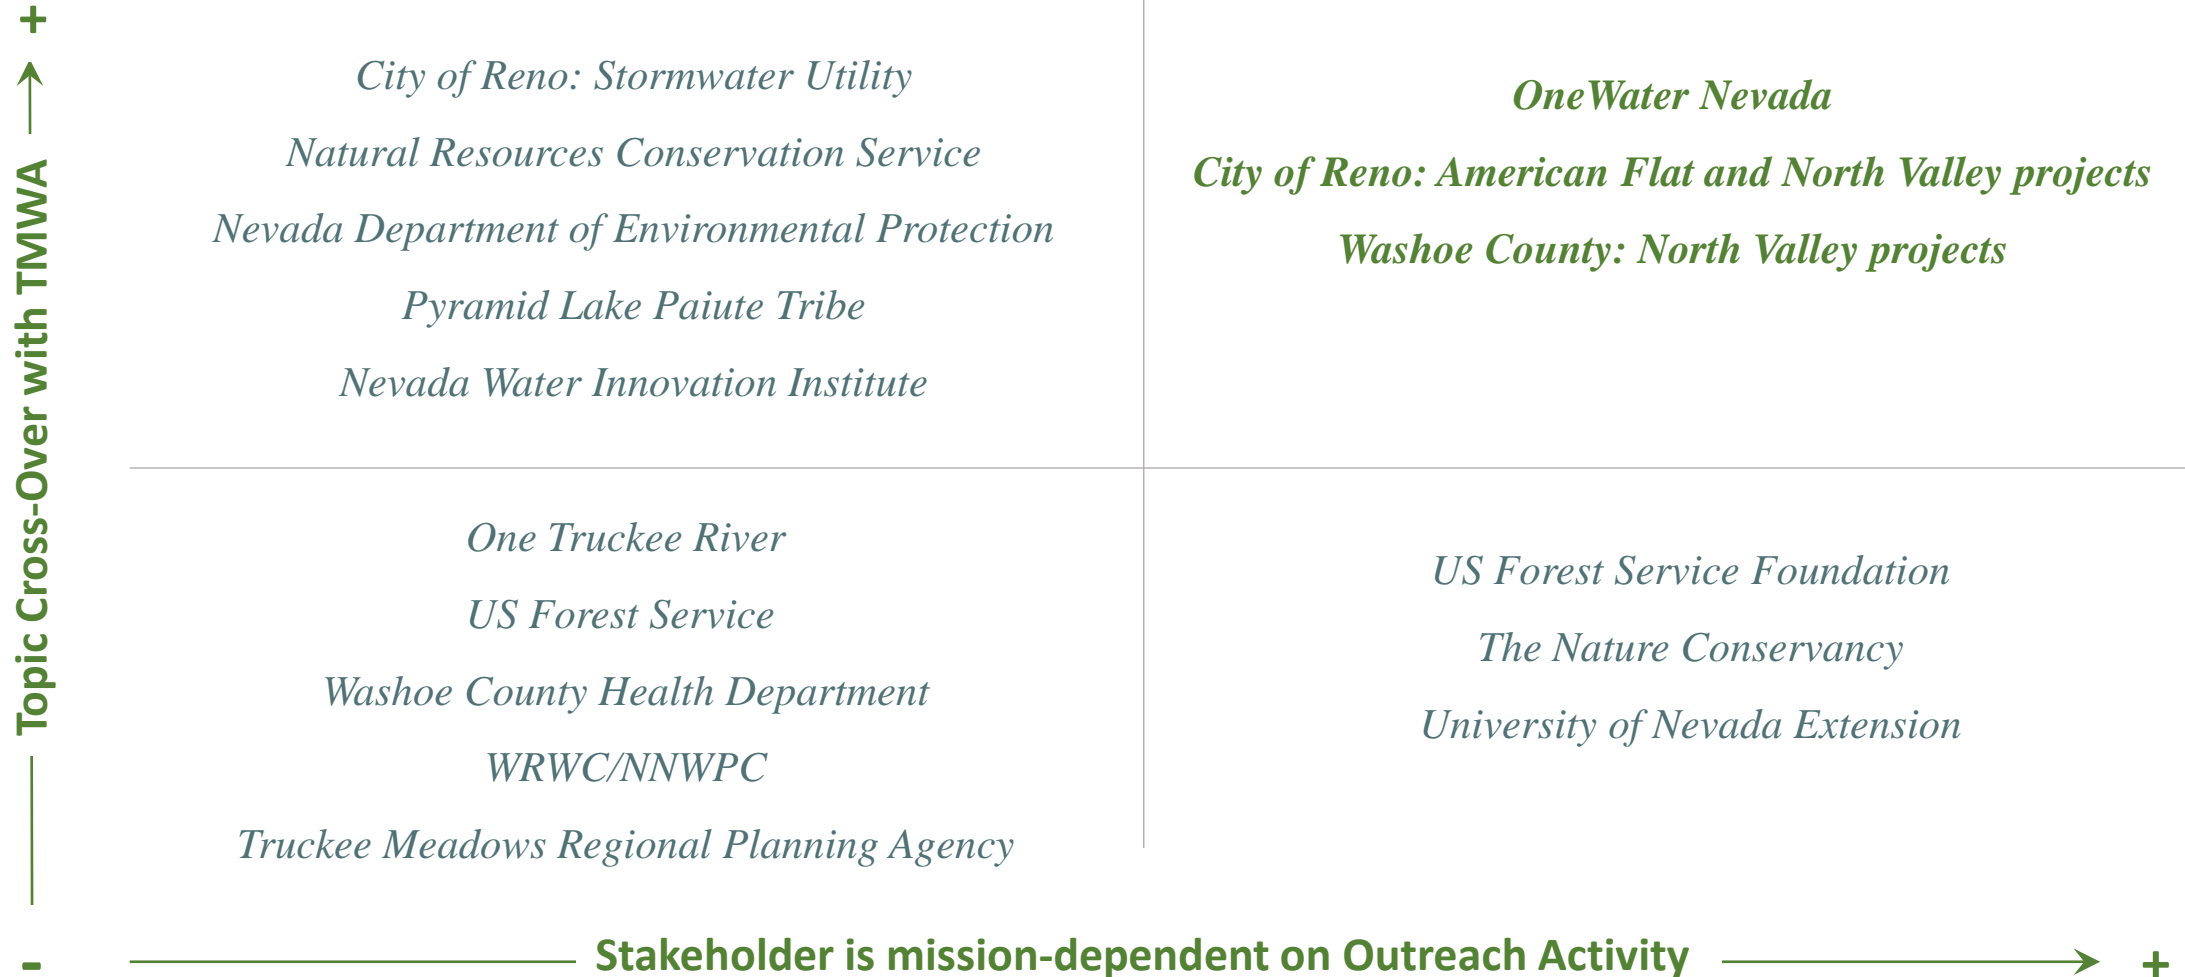 +
Topic Cross-Over with TMWA
-
City of Reno: Stormwater Utility
Natural Resources Conservation Service
Nevada Department of Environmental Protection
Pyramid Lake Paiute Tribe
Nevada Water Innovation Institute
OneWater Nevada
City of Reno: American Flat and North Valley projects
Washoe County: North Valley projects
One Truckee River
US Forest Service
Washoe County Health Department
WRWC/NNWPC
Truckee Meadows Regional Planning Agency
US Forest Service Foundation
The Nature Conservancy
University of Nevada Extension
Stakeholder is mission-dependent on Outreach Activity
+